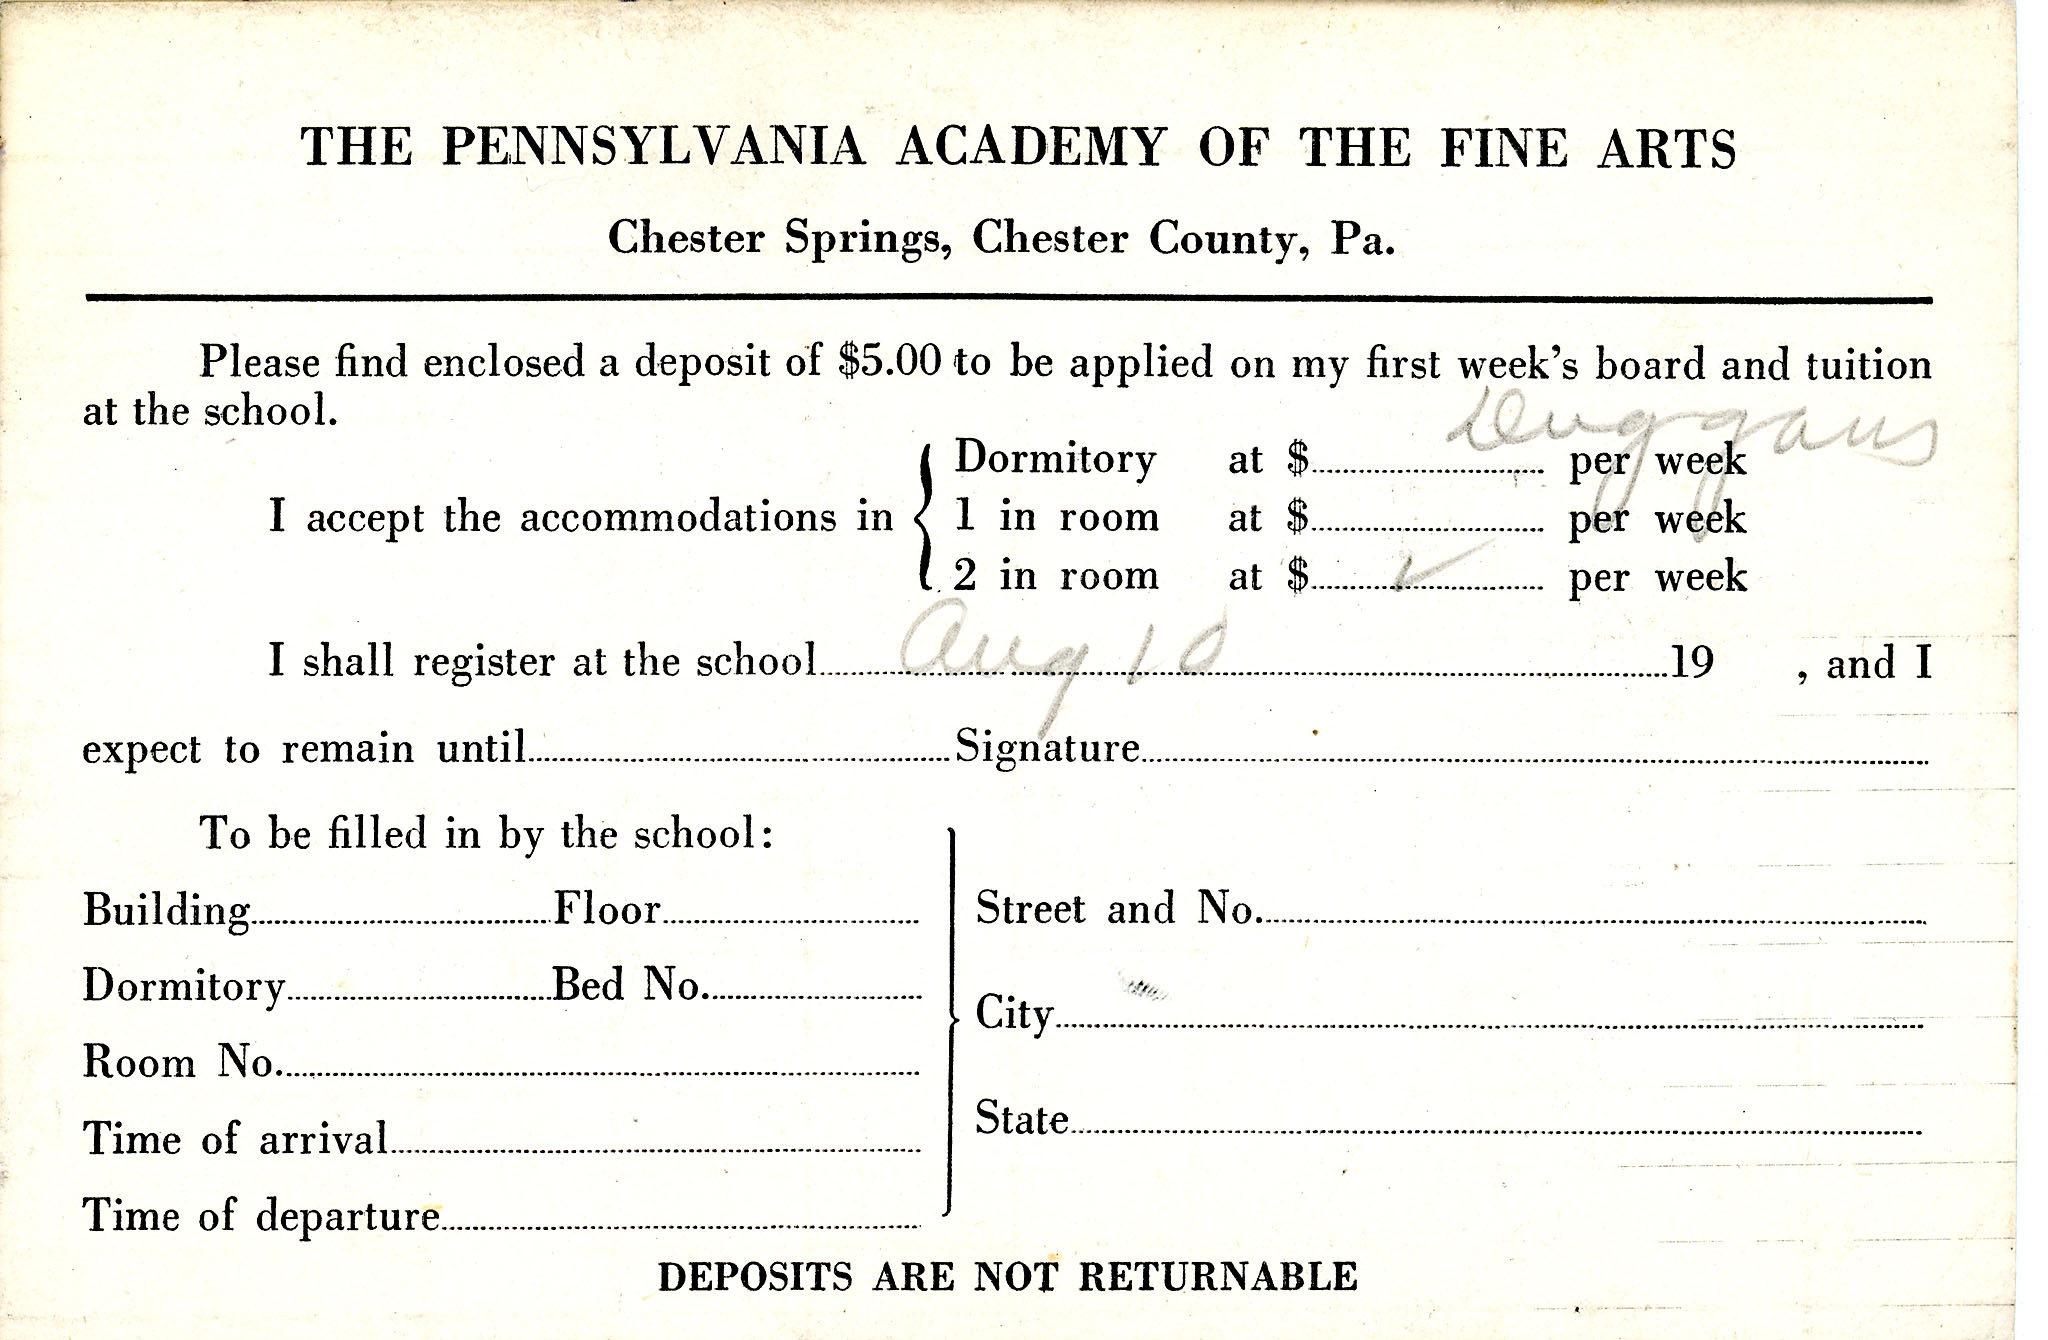 THE PENNSYLVANIA ACADEMY OF THE FINE ARTS
Chester Springs, Chester County, Pa.
Please find enclosed a deposit of $5.00 to be applied on my first week's board and tuition
at the school.
Duggans
Dormitory at $ per week
I accept the accommodations in 1 in room at $ per week
2 in room at $ ✓ per week
I shall register at the school Aug 10 19 , and I
expect to remain until Signature
To be filled in by the school:
Building Floor Street and No.
Dormitory Bed No.
City
Room No.
State
Time of arrival
Time of departure
DEPOSITS ARE NOT RETURNABLE